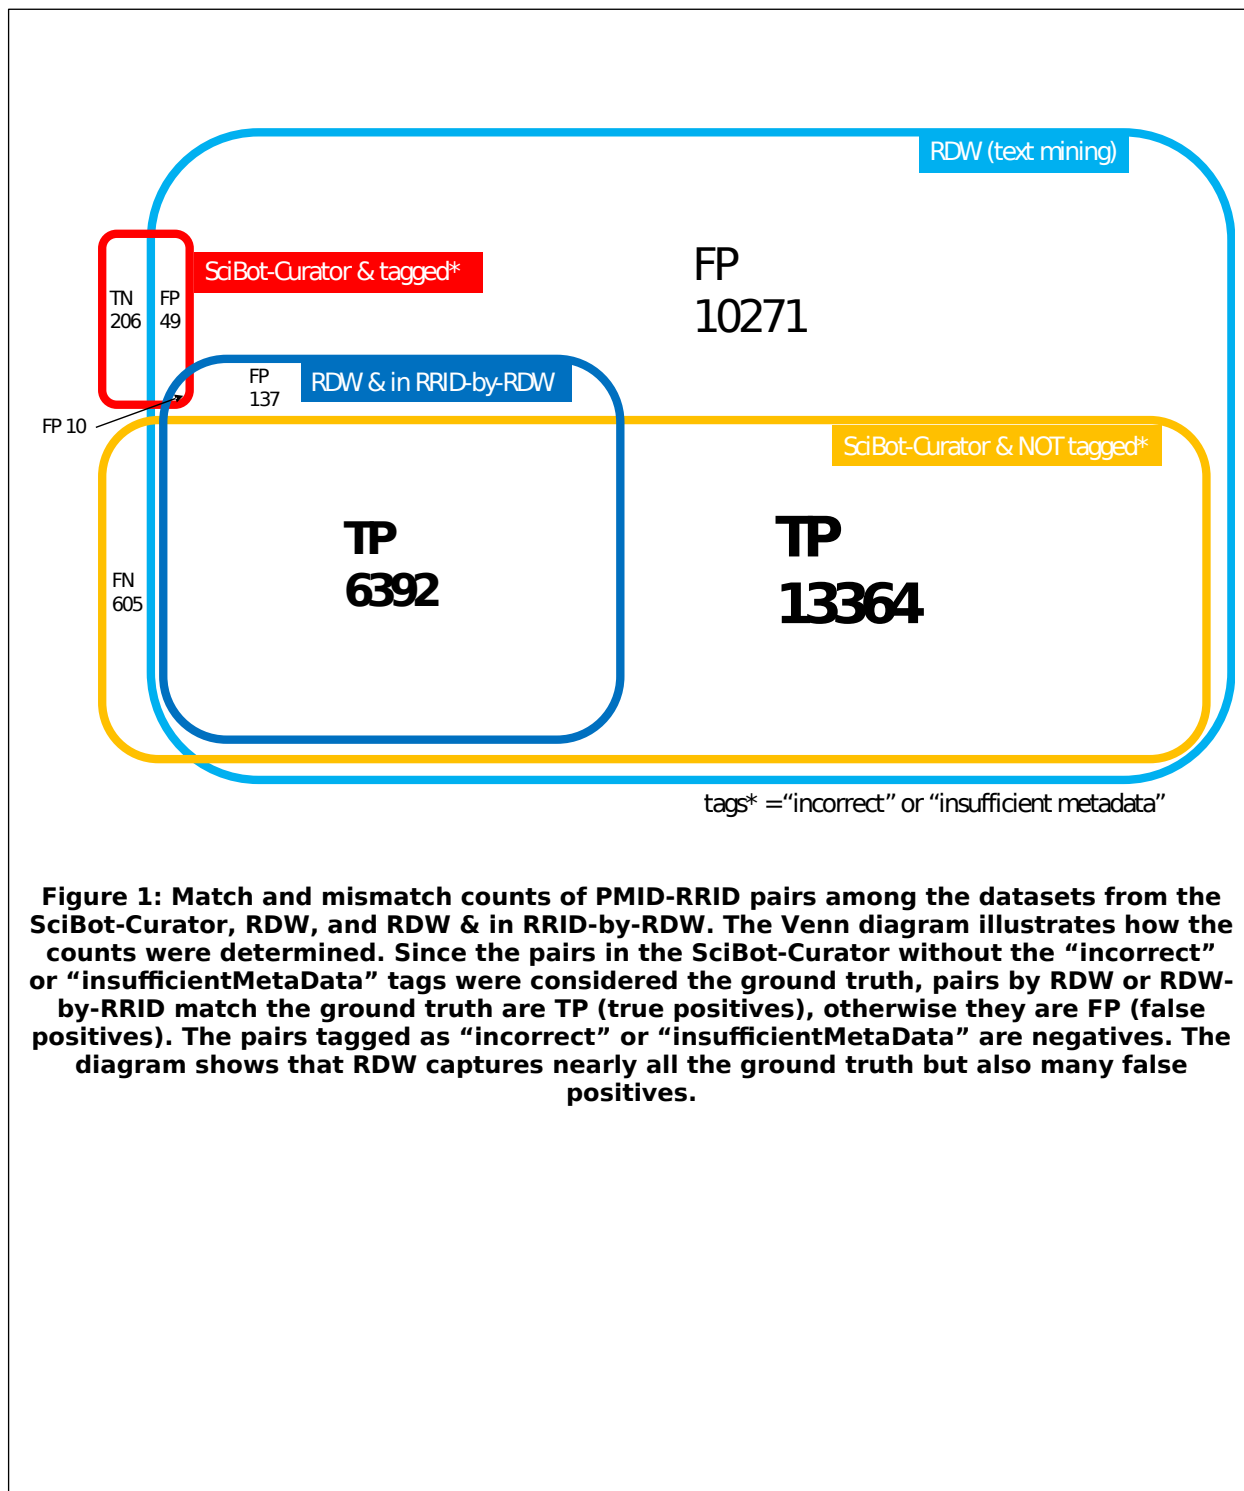 RDW (text mining)
SciBot-Curator & tagged*
FP
10271
TN
206
FP
49
FP
137
RDW & in RRID-by-RDW
FP 10
SciBot-Curator & NOT tagged*
TP
6392
TP
13364
FN
605
tags* =“incorrect” or “insufficient metadata”
Figure 1: Match and mismatch counts of PMID-RRID pairs among the datasets from the
SciBot-Curator, RDW, and RDW & in RRID-by-RDW. The Venn diagram illustrates how the
counts were determined. Since the pairs in the SciBot-Curator without the “incorrect”
or “insufficientMetaData” tags were considered the ground truth, pairs by RDW or RDW-
by-RRID match the ground truth are TP (true positives), otherwise they are FP (false
positives). The pairs tagged as “incorrect” or “insufficientMetaData” are negatives. The
diagram shows that RDW captures nearly all the ground truth but also many false
positives.